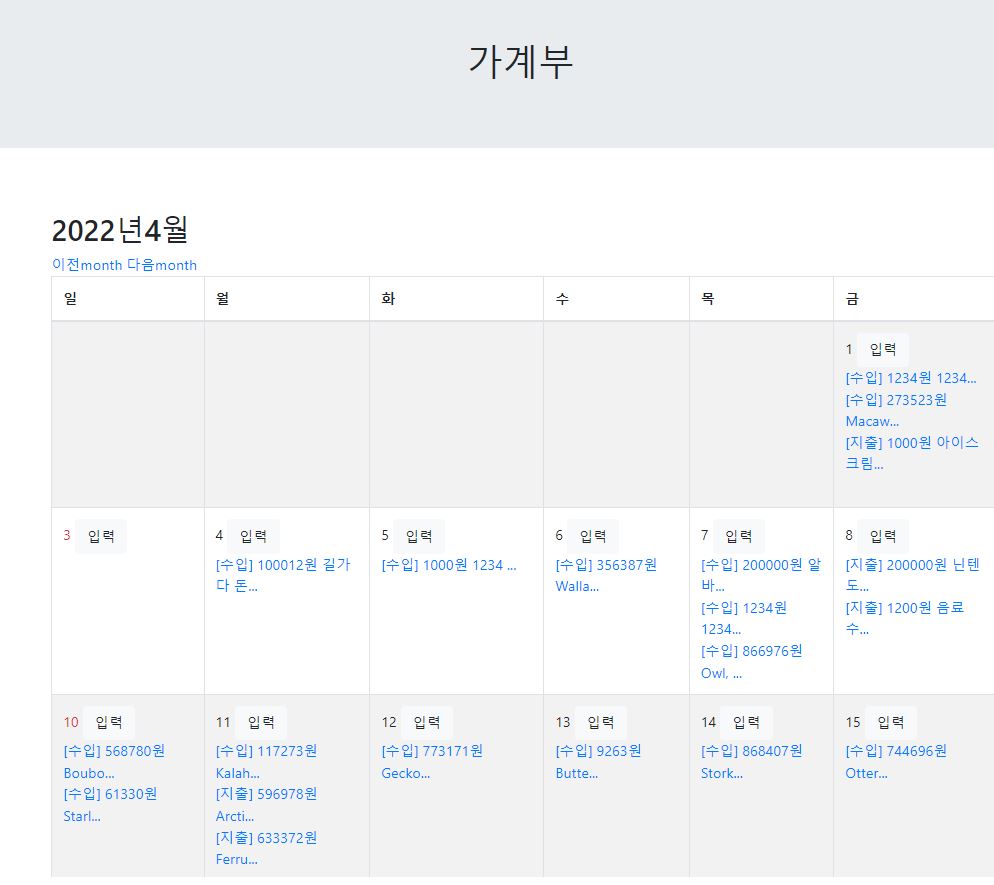 가계부
2022년4월
이전month 다음month
일 월 화 수 목 금
1 입력
[수입] 1234원 1234...
[수입] 273523원
Macaw...
[지출] 1000원 아이스
크림...
3 입력
4 입력
[수입] 100012원 길가
다 돈...
5 입력
[수입] 1000원 1234 ...
6 입력
[수입] 356387원
Walla...
7 입력
[수입] 200000원 알
바...
[수입] 1234원
1234...
[수입] 866976원
Owl, ...
8 입력
[지출] 200000원 닌텐
도...
[지출] 1200원 음료
수...
10 입력
[수입] 568780원
Boubo...
[수입] 61330원
Starl...
11 입력
[수입] 117273원
Kalah...
[지출] 596978원
Arcti...
[지출] 633372원
Ferru...
12 입력
[수입] 773171원
Gecko...
13 입력
[수입] 9263원
Butte...
14 입력
[수입] 868407원
Stork...
15 입력
[수입] 744696원
Otter...